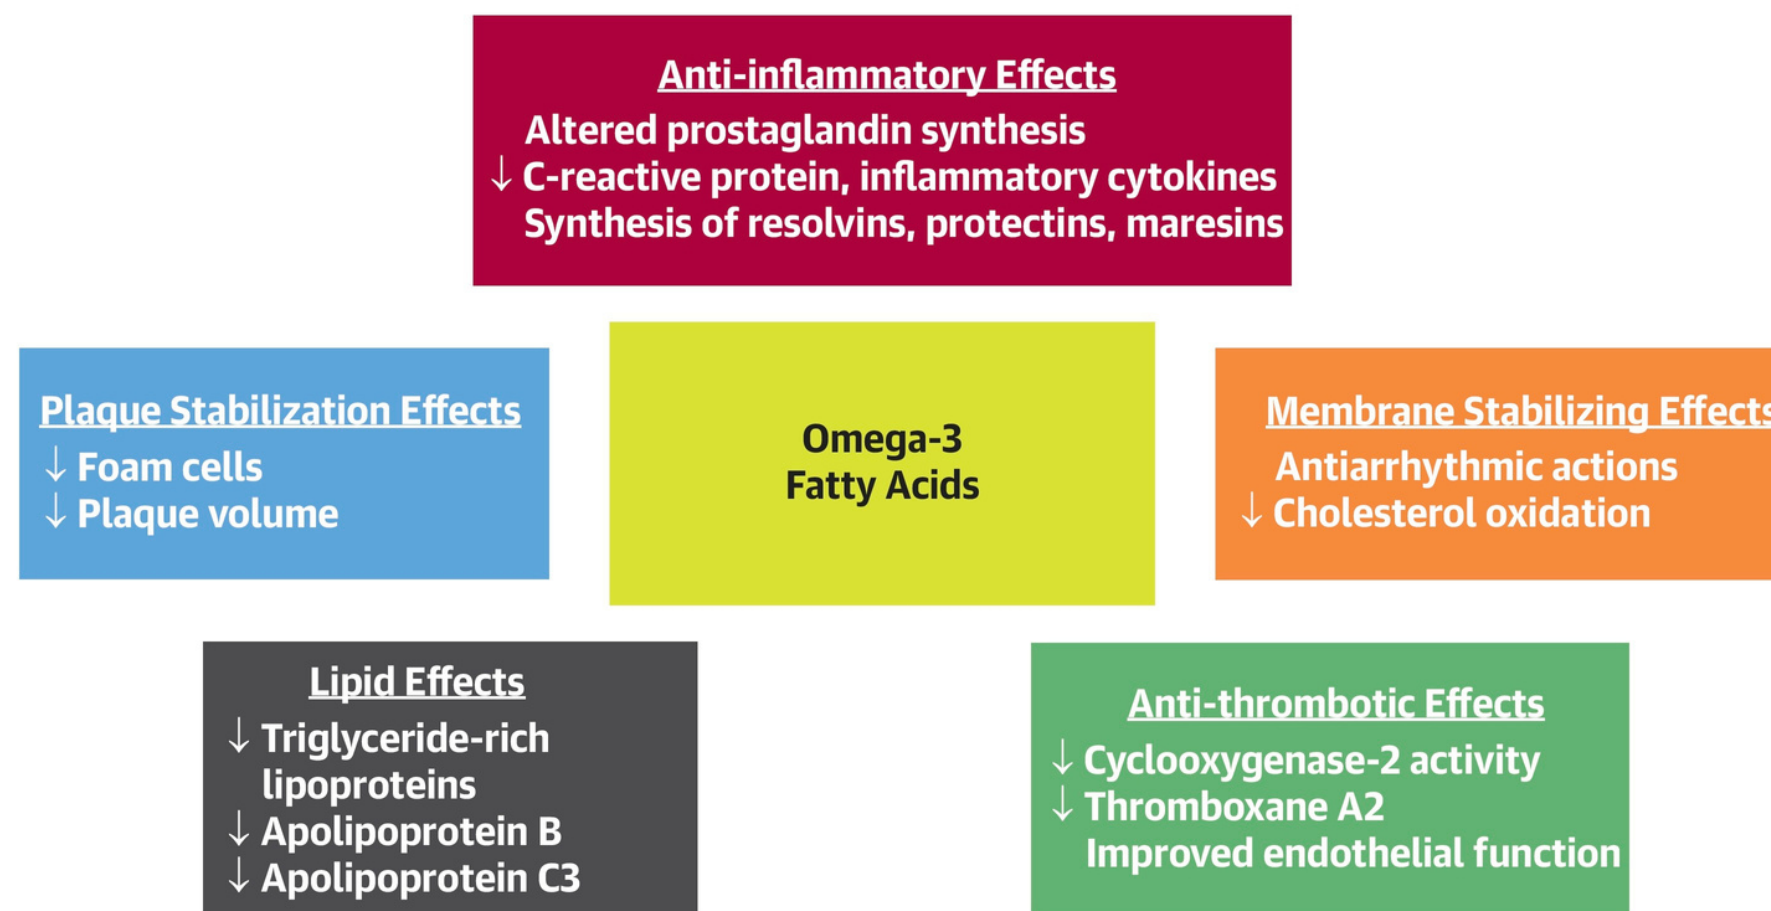 Anti-inflammatory Effects
Altered prostaglandin synthesis
↓ C-reactive protein, inflammatory cytokines
Synthesis of resolvins, protectins, maresins
Plaque Stabilization Effects
↓ Foam cells
↓ Plaque volume
Omega-3
Fatty Acids
Membrane Stabilizing Effects
Antiarrhythmic actions
↓ Cholesterol oxidation
Lipid Effects
↓ Triglyceride-rich
lipoproteins
↓ Apolipoprotein B
↓ Apolipoprotein C3
Anti-thrombotic Effects
↓ Cyclooxygenase-2 activity
↓ Thromboxane A2
Improved endothelial function